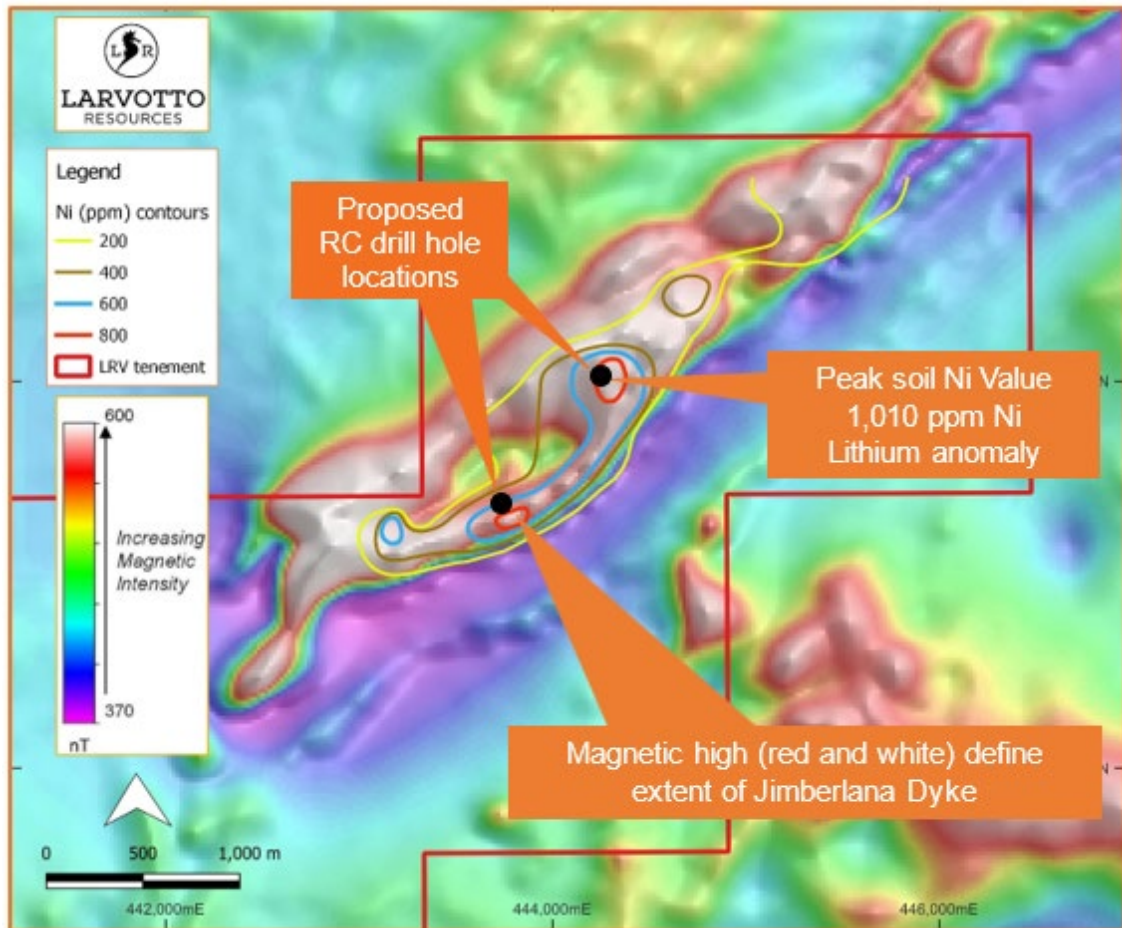 L R
LARVOTTO
RESOURCES
Legend
Ni (ppm) contours
200
400
600
800
LRV tenement
600
Increasing
Magnetic
Intensity
370
nT
Proposed
RC drill hole
locations
Peak soil Ni Value
1,010 ppm Ni
Lithium anomaly
Magnetic high (red and white) define
extent of Jimberlana Dyke
N
N
0 500 1,000 m
442,000mE 444,000mE 446,000mE